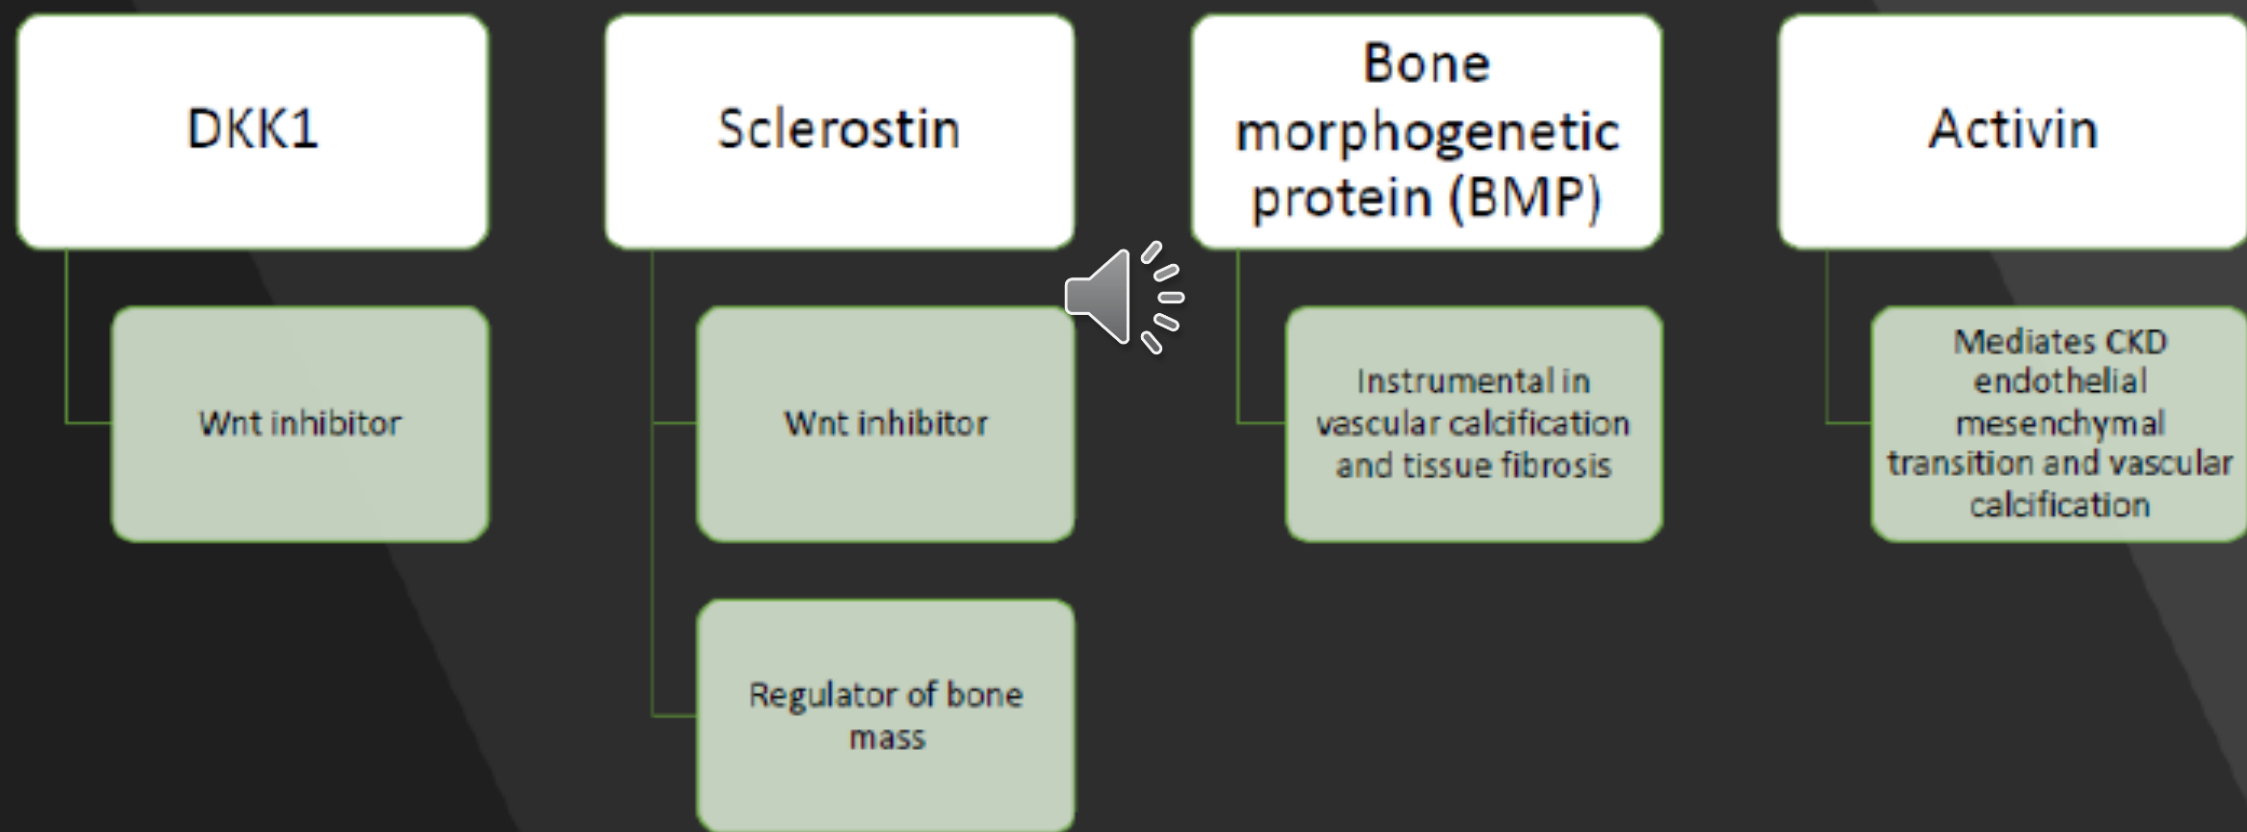 DKK1
Wnt inhibitor
Sclerostin
Wnt inhibitor
Regulator of bone
mass
Bone
morphogenetic
protein (BMP)
Instrumental in
vascular calcification
and tissue fibrosis
Activin
Mediates CKD
endothelial
mesenchymal
transition and vascular
calcification